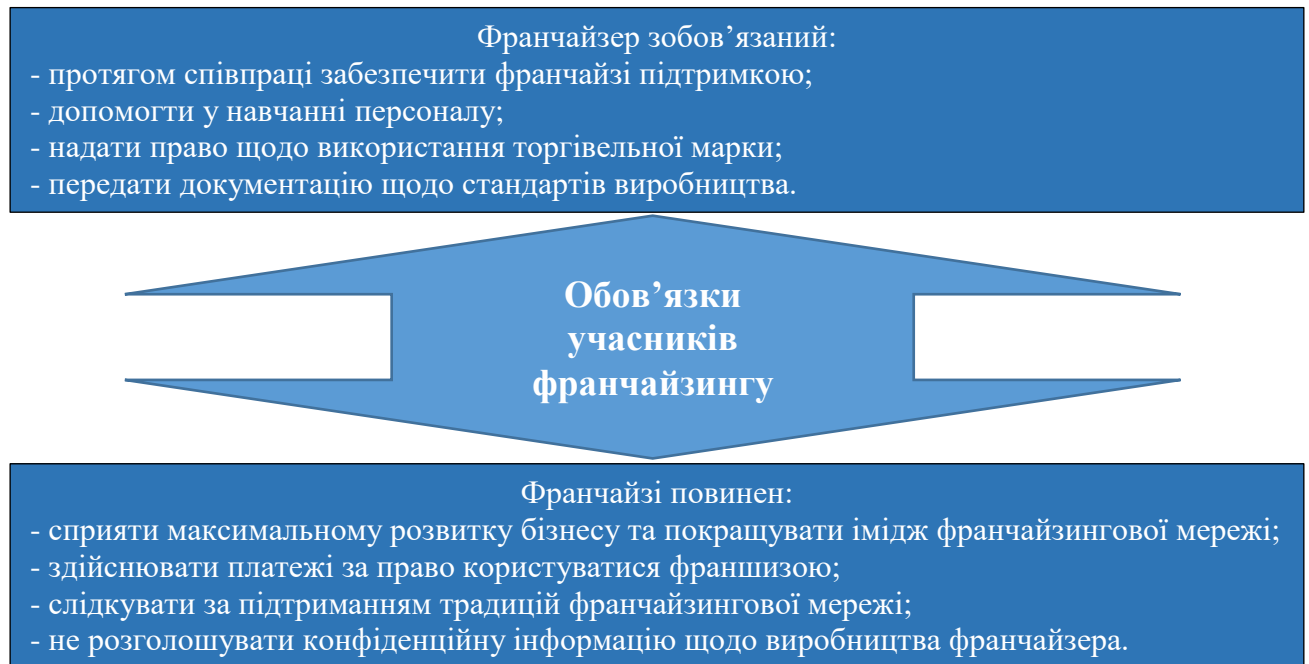 Франчайзер зобов’язаний:
- протягом співпраці забезпечити франчайзі підтримкою;
- допомогти у навчанні персоналу;
- надати право щодо використання торгівельної марки;
- передати документацію щодо стандартів виробництва.
Обов’язки
учасників
франчайзингу
Франчайзі повинен:
- сприяти максимальному розвитку бізнесу та покращувати імідж франчайзингової мережі;
- здійснювати платежі за право користуватися франшизою;
- слідкувати за підтриманням традицій франчайзингової мережі;
- не розголошувати конфіденційну інформацію щодо виробництва франчайзера.